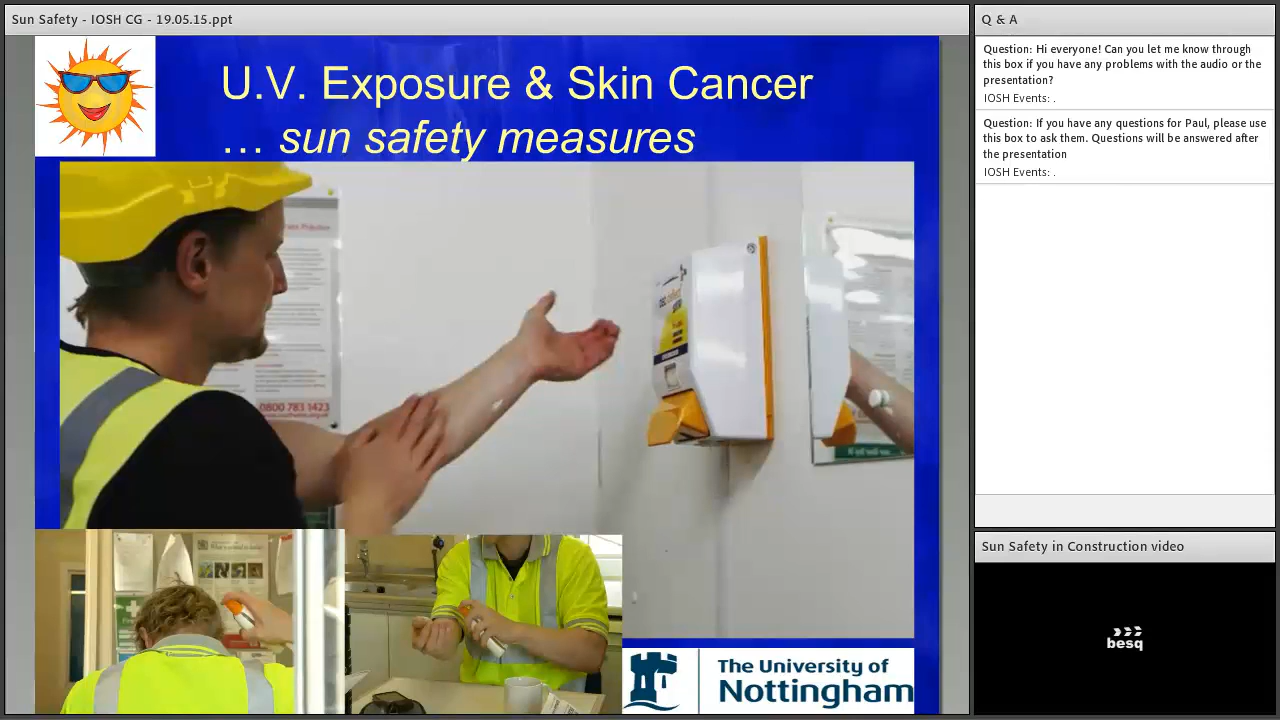 Sun Safety - IOSH CG - 19.05.15.ppt
U.V. Exposure & Skin Cancer
… sun safety measures
0800 783 1423
The University of
Nottingham
Q & A
Question: Hi everyone! Can you let me know through
this box if you have any problems with the audio or the
presentation?
IOSH Events: .
Question: If you have any questions for Paul, please use
this box to ask them. Questions will be answered after
the presentation
IOSH Events: .
Sun Safety in Construction video
besq